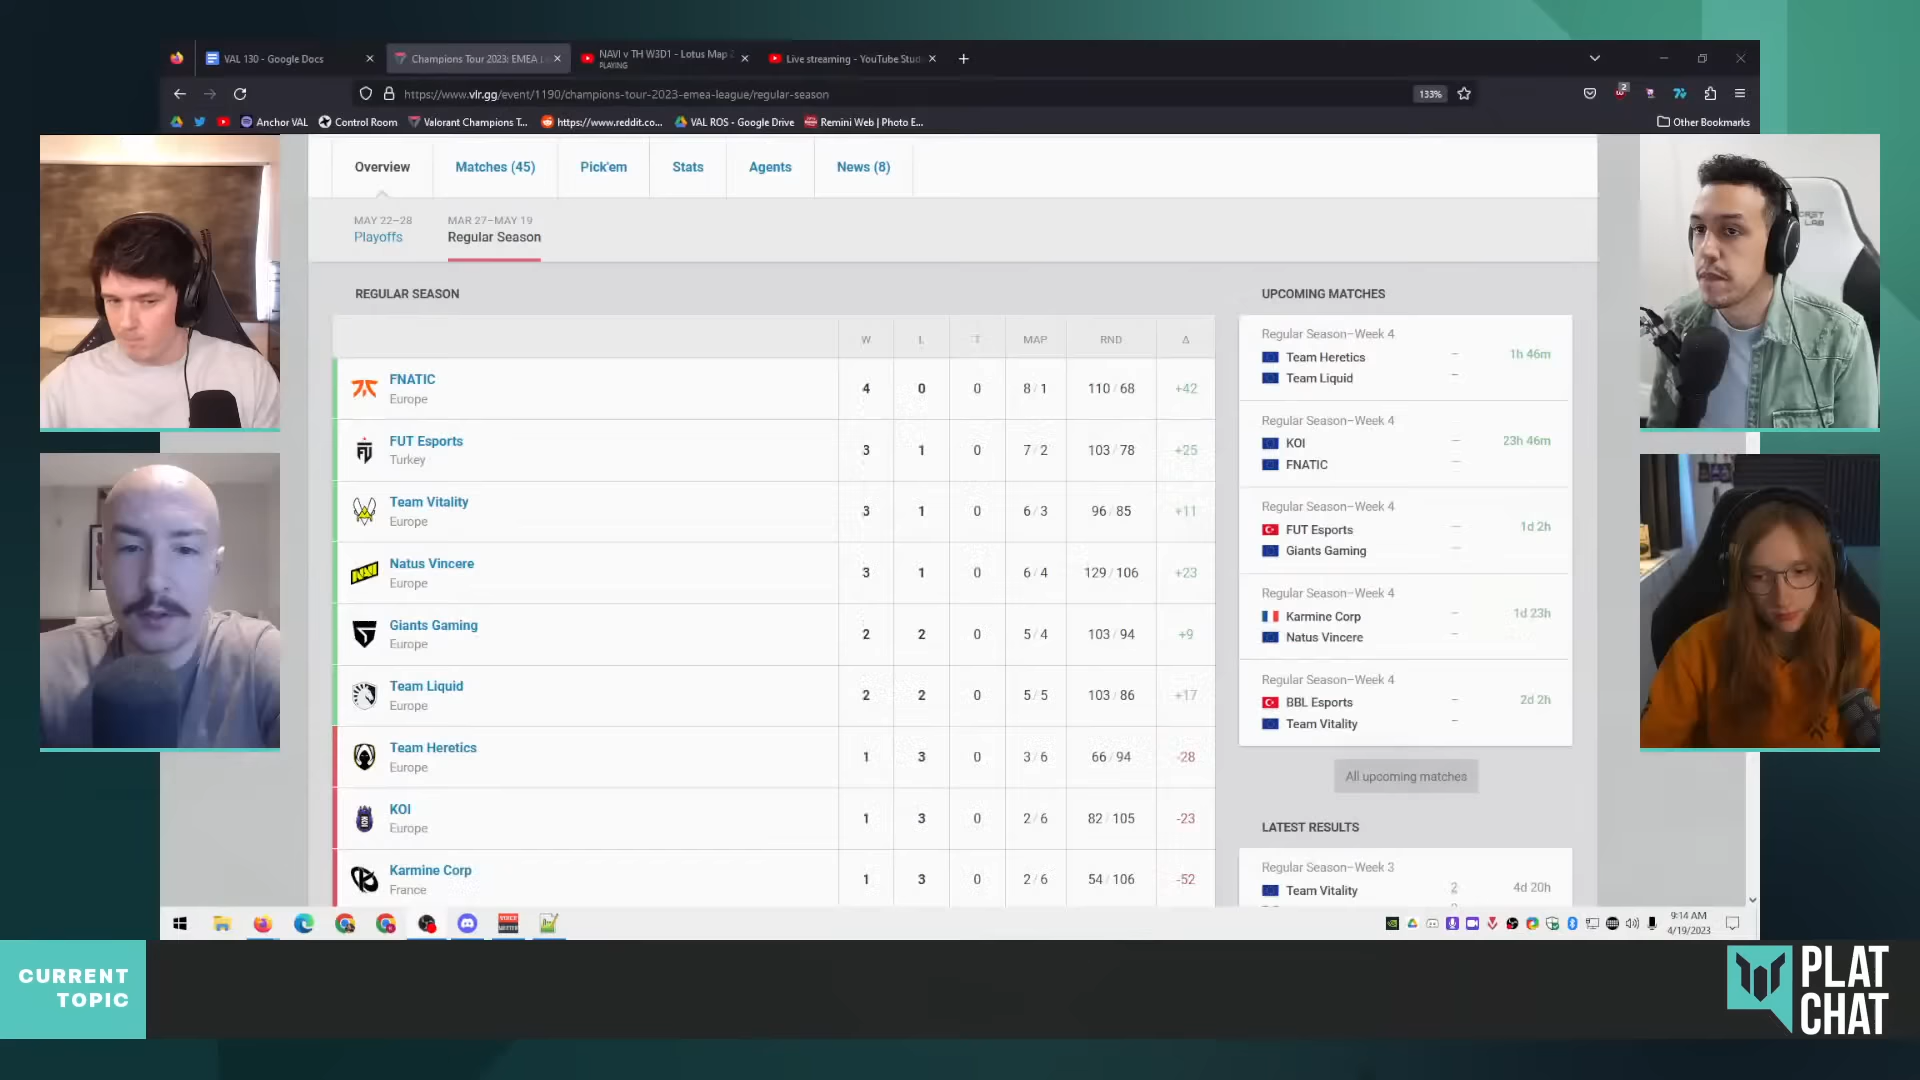 VAL 130 - Google Docs
Champions Tour 2023: EMEA L
NAVI v TH W3D1 - Lotus Map
PLAYING
Live streaming - YouTube Stud
https://www.vlr.gg/event/1190/champions-tour-2023-emea-league/regular-season
133%
2
Anchor VAL
Control Room
Valorant Champions T...
https://www.reddit.co...
VAL ROS - Google Drive
Remini Web | Photo E...
Other Bookmarks
Overview
Matches (45)
Pick'em
Stats
Agents
News (8)
MAY 22–28
Playoffs
MAR 27–MAY 19
Regular Season
REGULAR SEASON
W L T MAP RND Δ
FNATIC
Europe
4 0 0 8 / 1 110 / 68 +42
FUT Esports
Turkey
3 1 0 7 / 2 103 / 78 +25
Team Vitality
Europe
3 1 0 6 / 3 96 / 85 +11
Natus Vincere
Europe
3 1 0 6 / 4 129 / 106 +23
Giants Gaming
Europe
2 2 0 5 / 4 103 / 94 +9
Team Liquid
Europe
2 2 0 5 / 5 103 / 86 +17
Team Heretics
Europe
1 3 0 3 / 6 66 / 94 -28
KOI
Europe
1 3 0 2 / 6 82 / 105 -23
Karmine Corp
France
1 3 0 2 / 6 54 / 106 -52
UPCOMING MATCHES
Regular Season–Week 4
Team Heretics – 1h 46m
Team Liquid –
Regular Season–Week 4
KOI – 23h 46m
FNATIC –
Regular Season–Week 4
FUT Esports – 1d 2h
Giants Gaming –
Regular Season–Week 4
Karmine Corp – 1d 23h
Natus Vincere –
Regular Season–Week 4
BBL Esports – 2d 2h
Team Vitality –
All upcoming matches
LATEST RESULTS
Regular Season–Week 3
Team Vitality 2 4d 20h
9:14 AM
4/19/2023
CURRENT
TOPIC
PLAT
CHAT